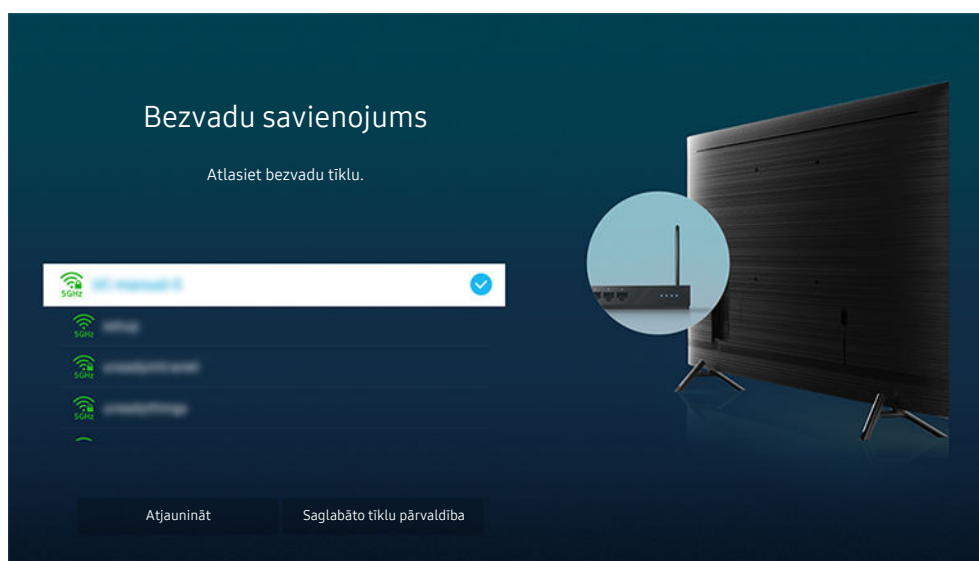 Bezvadu savienojums
Atlasiet bezvadu tīklu.
5GHz
5GHz
5GHz
5GHz
Atjaunināt
Saglabāto tīklu pārvaldība